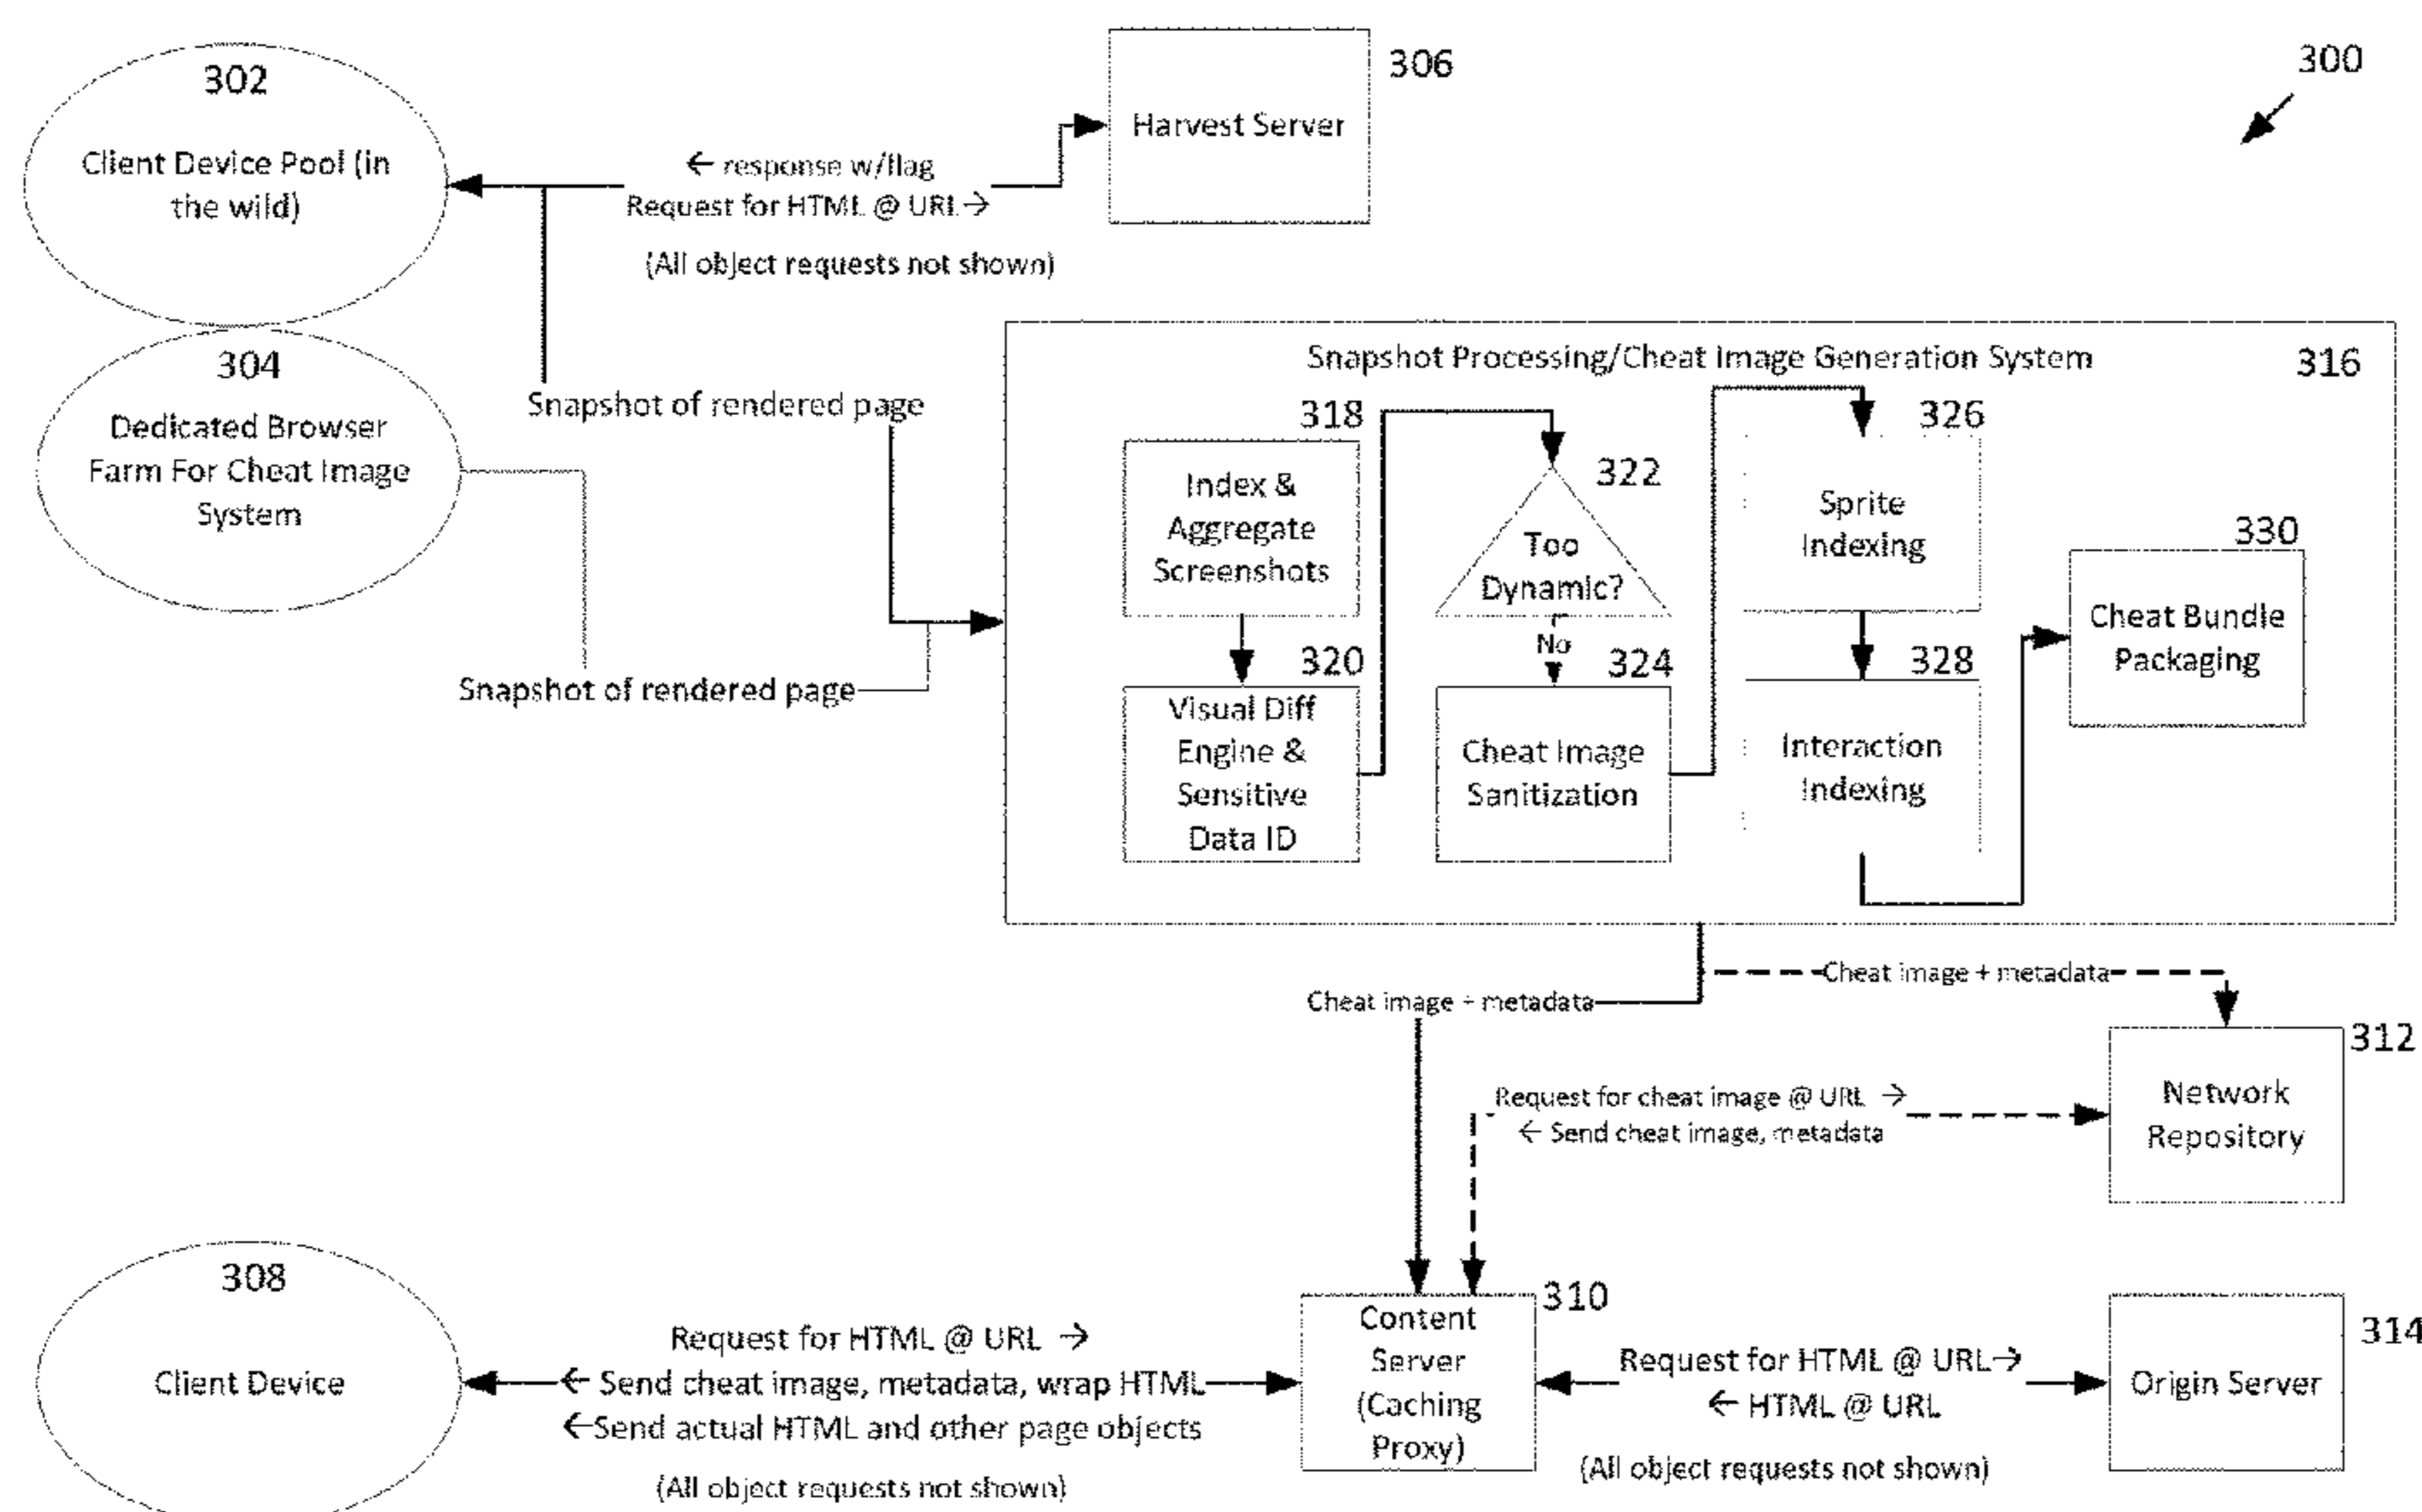 302
Client Device Pool (in
the wild)
306
Harvest Server
300
← response w/flag
Request for HTML @ URL →
(All object requests not shown)
304
Dedicated Browser
Farm For Cheat Image
System
Snapshot of rendered page
Snapshot of rendered page
Snapshot Processing/Cheat Image Generation System
316
318
Index &
Aggregate
Screenshots
320
Visual Diff
Engine &
Sensitive
Data ID
322
Too
Dynamic?
No
324
Cheat Image
Sanitization
326
Sprite
Indexing
328
Interaction
Indexing
330
Cheat Bundle
Packaging
Cheat image + metadata
Cheat image + metadata
312
Network
Repository
Request for cheat image @ URL →
← Send cheat image, metadata
308
Client Device
Request for HTML @ URL →
← Send cheat image, metadata, wrap HTML
←Send actual HTML and other page objects
(All object requests not shown)
310
Content
Server
(Caching
Proxy)
Request for HTML @ URL→
← HTML @ URL
(All object requests not shown)
314
Origin Server